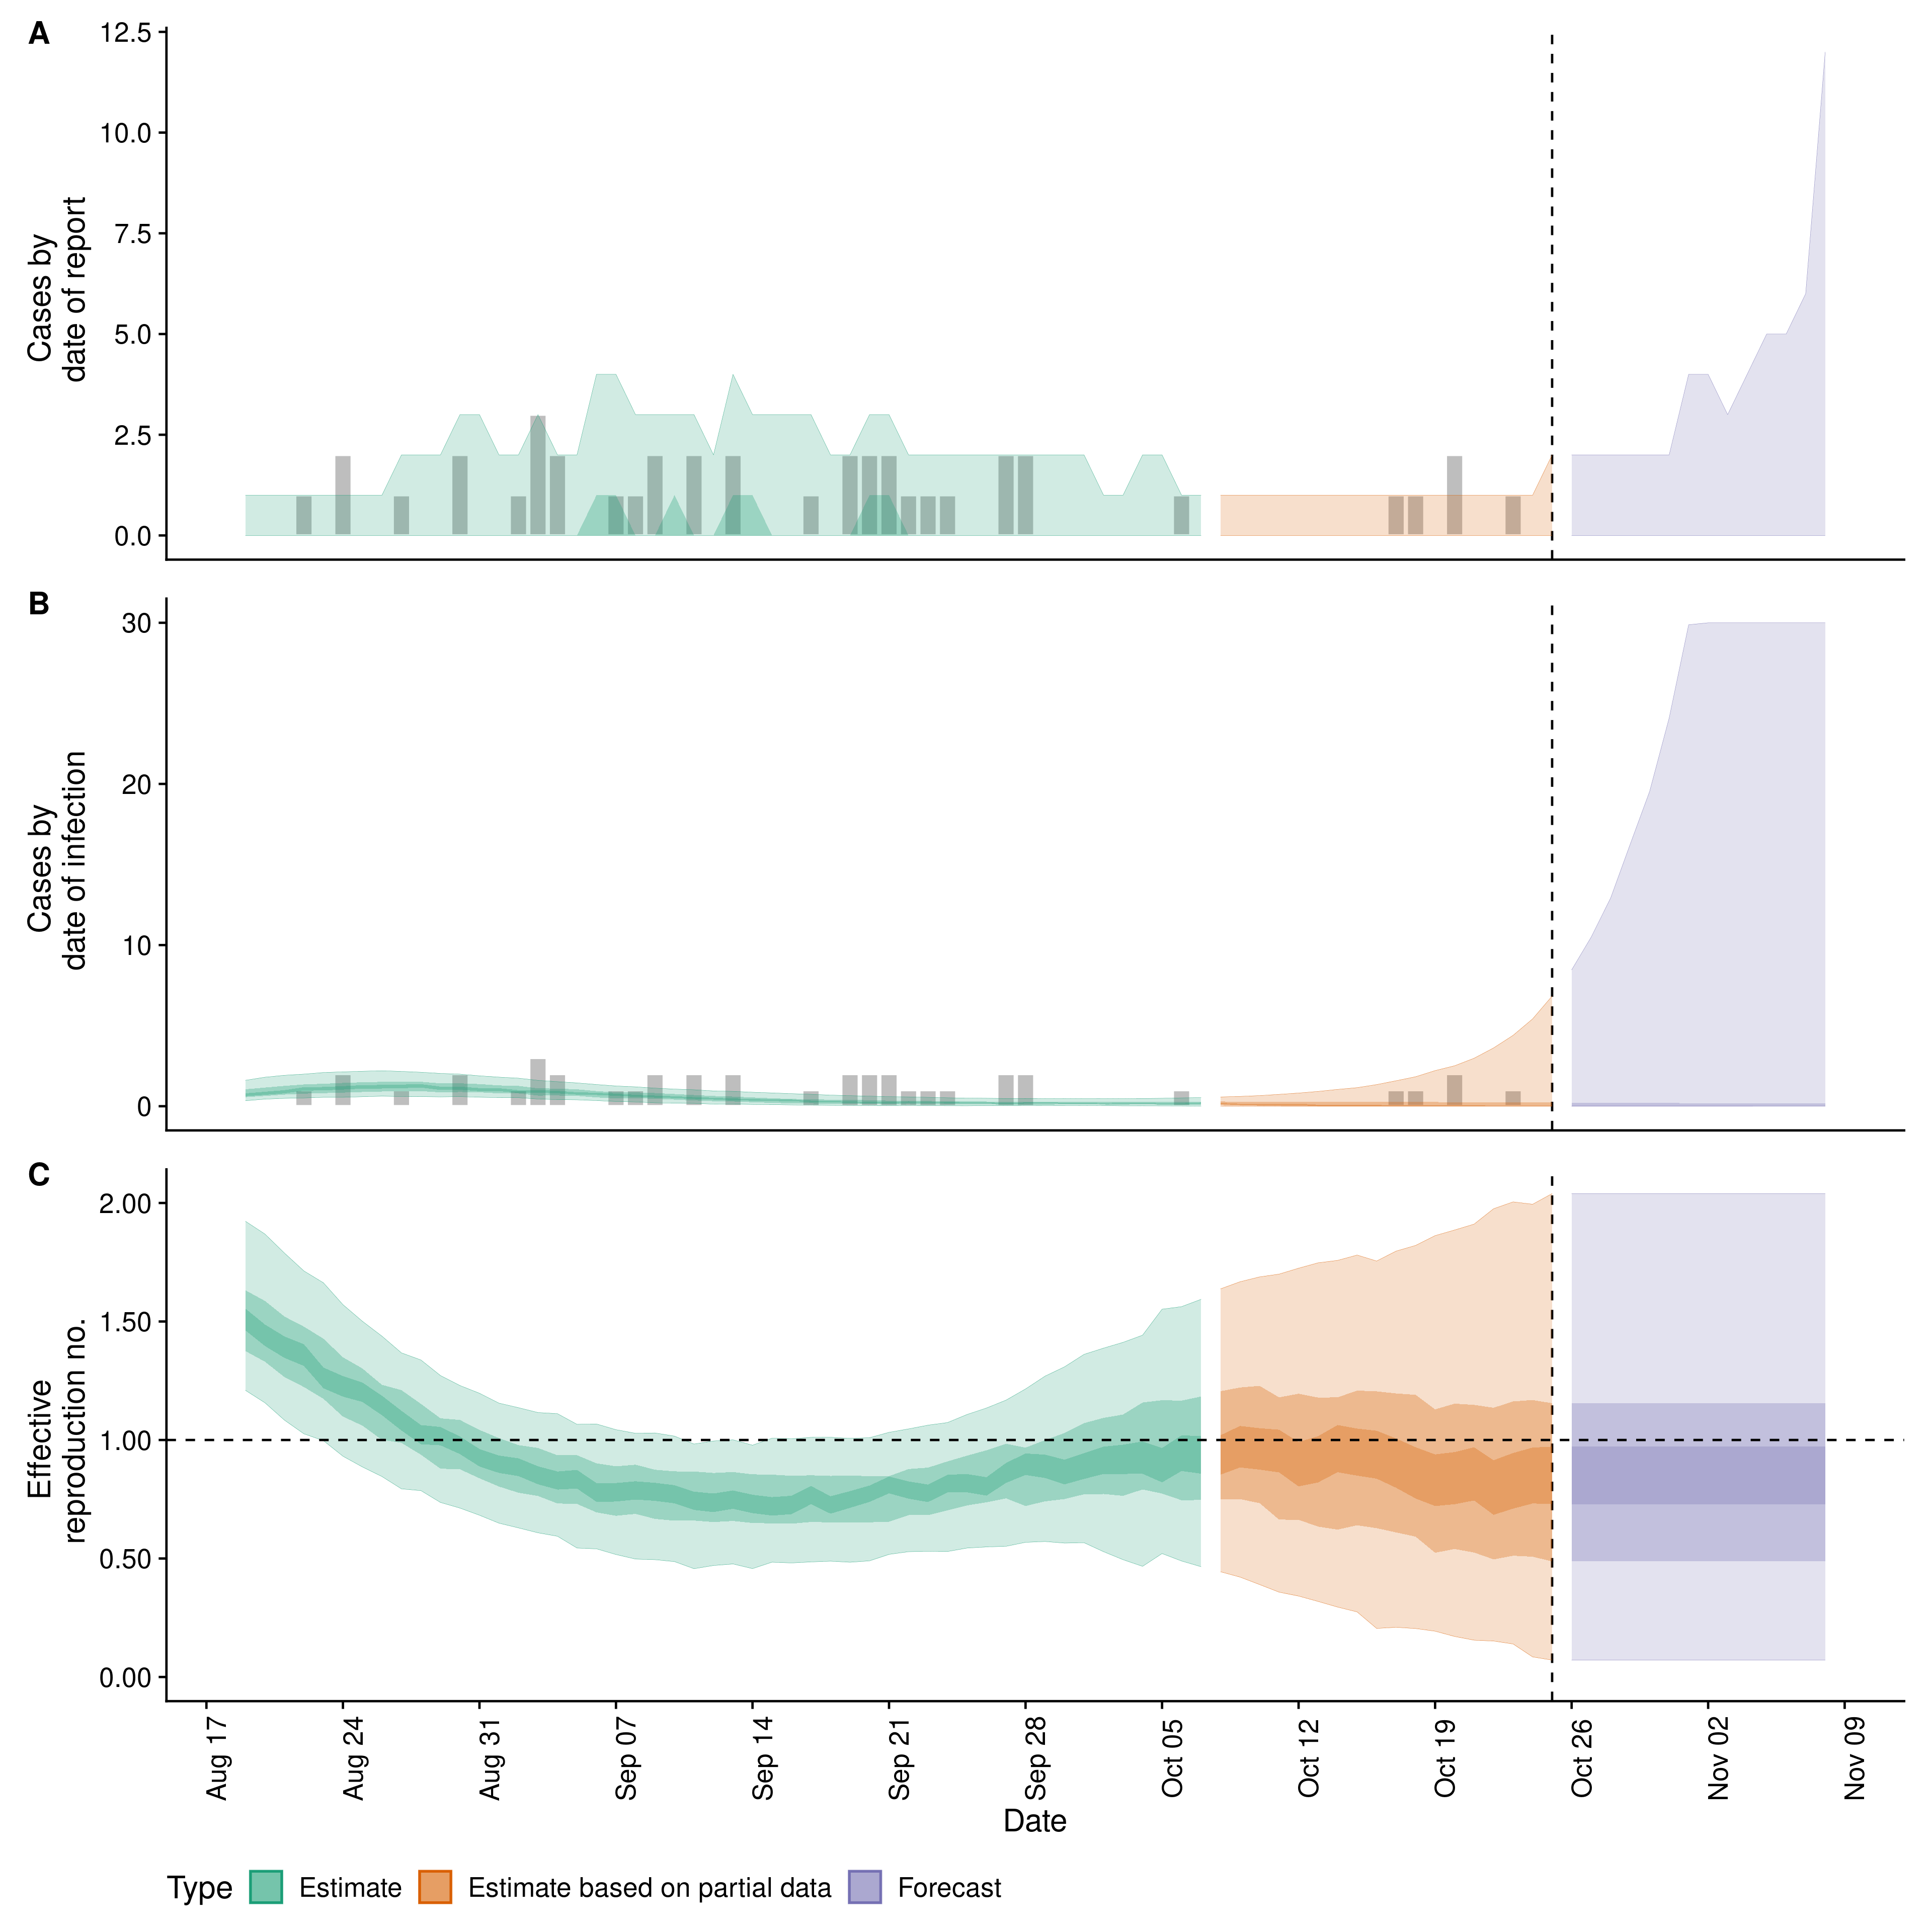 A
12.5
10.0
7.5
5.0
2.5
0.0
Cases by
date of report
B
30
20
10
0
Cases by
date of infection
C
2.00
1.50
1.00
0.50
0.00
Effective
reproduction no.
Aug 17
Aug 24
Aug 31
Sep 07
Sep 14
Sep 21
Sep 28
Oct 05
Oct 12
Oct 19
Oct 26
Nov 02
Nov 09
Date
Type Estimate Estimate based on partial data Forecast